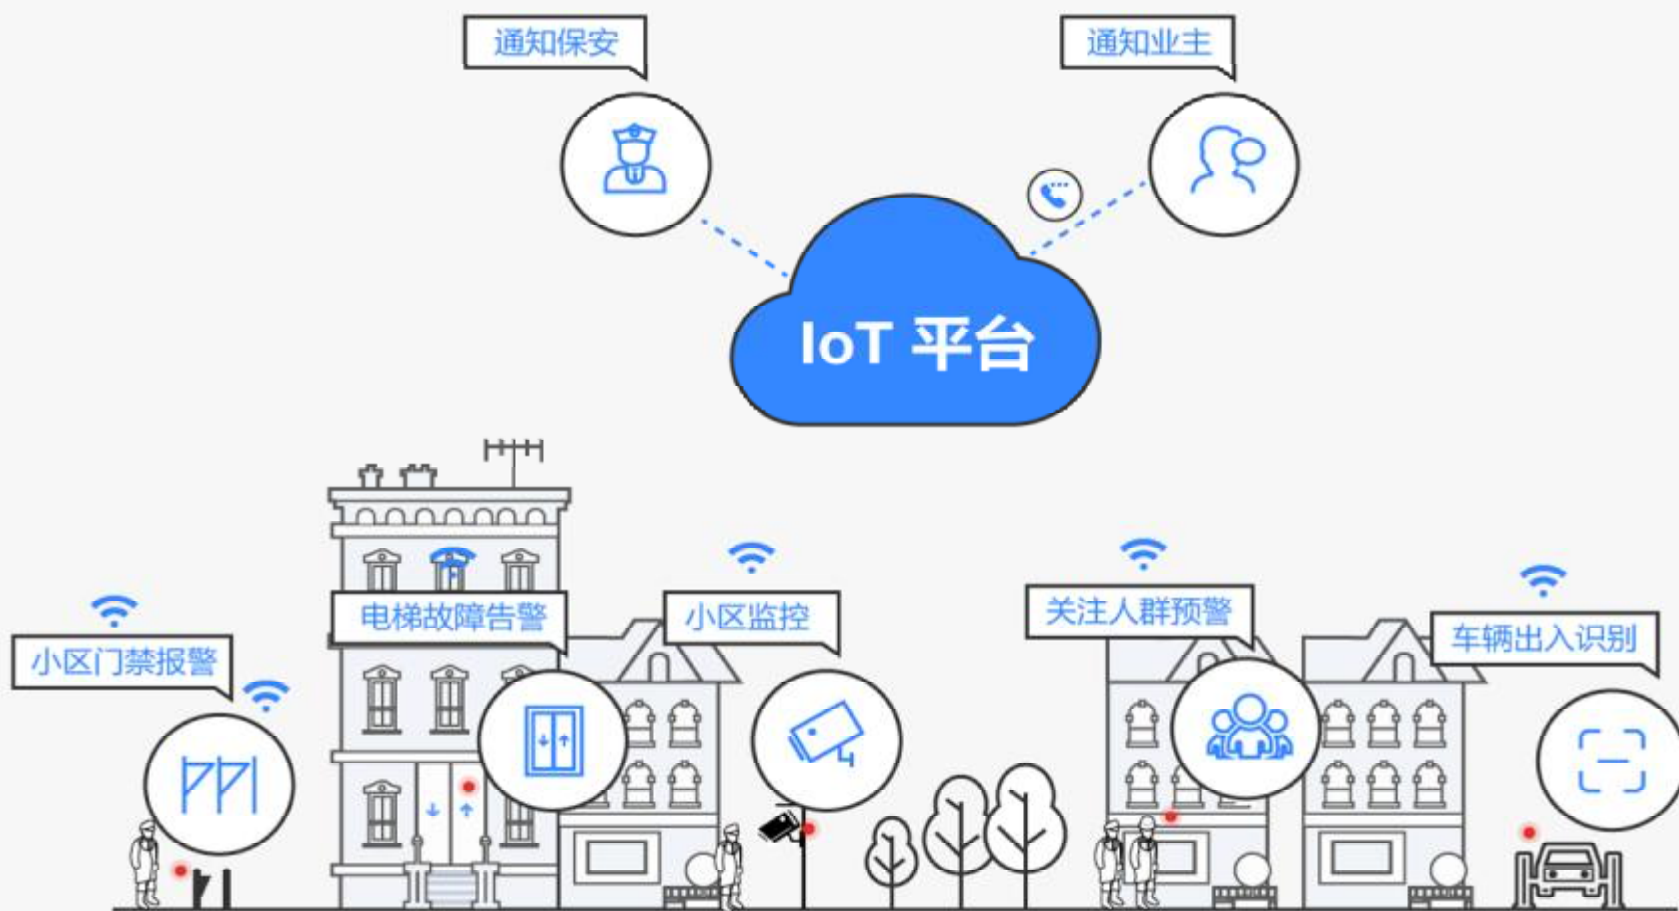 通知保安
通知业主
IoT 平台
电梯故障告警
小区监控
关注人群预警
车辆出入识别
小区门禁报警